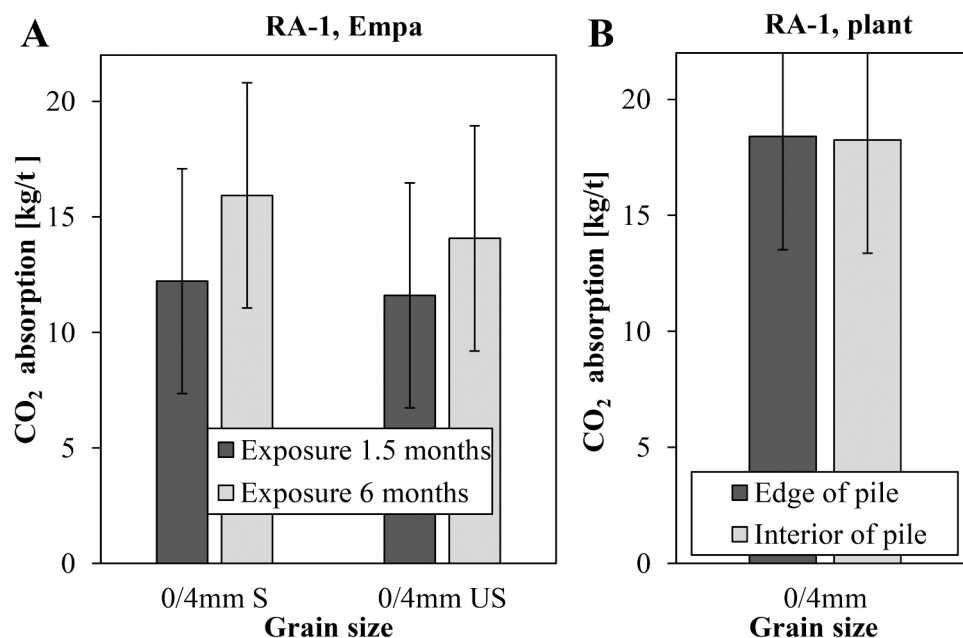 A
RA-1, Empa
CO₂ absorption [kg/t ]
20
15
10
5
0
Exposure 1.5 months
Exposure 6 months
0/4mm S
0/4mm US
Grain size
B
RA-1, plant
CO₂ absorption [kg/t]
20
15
10
5
0
Edge of pile
Interior of pile
0/4mm
Grain size